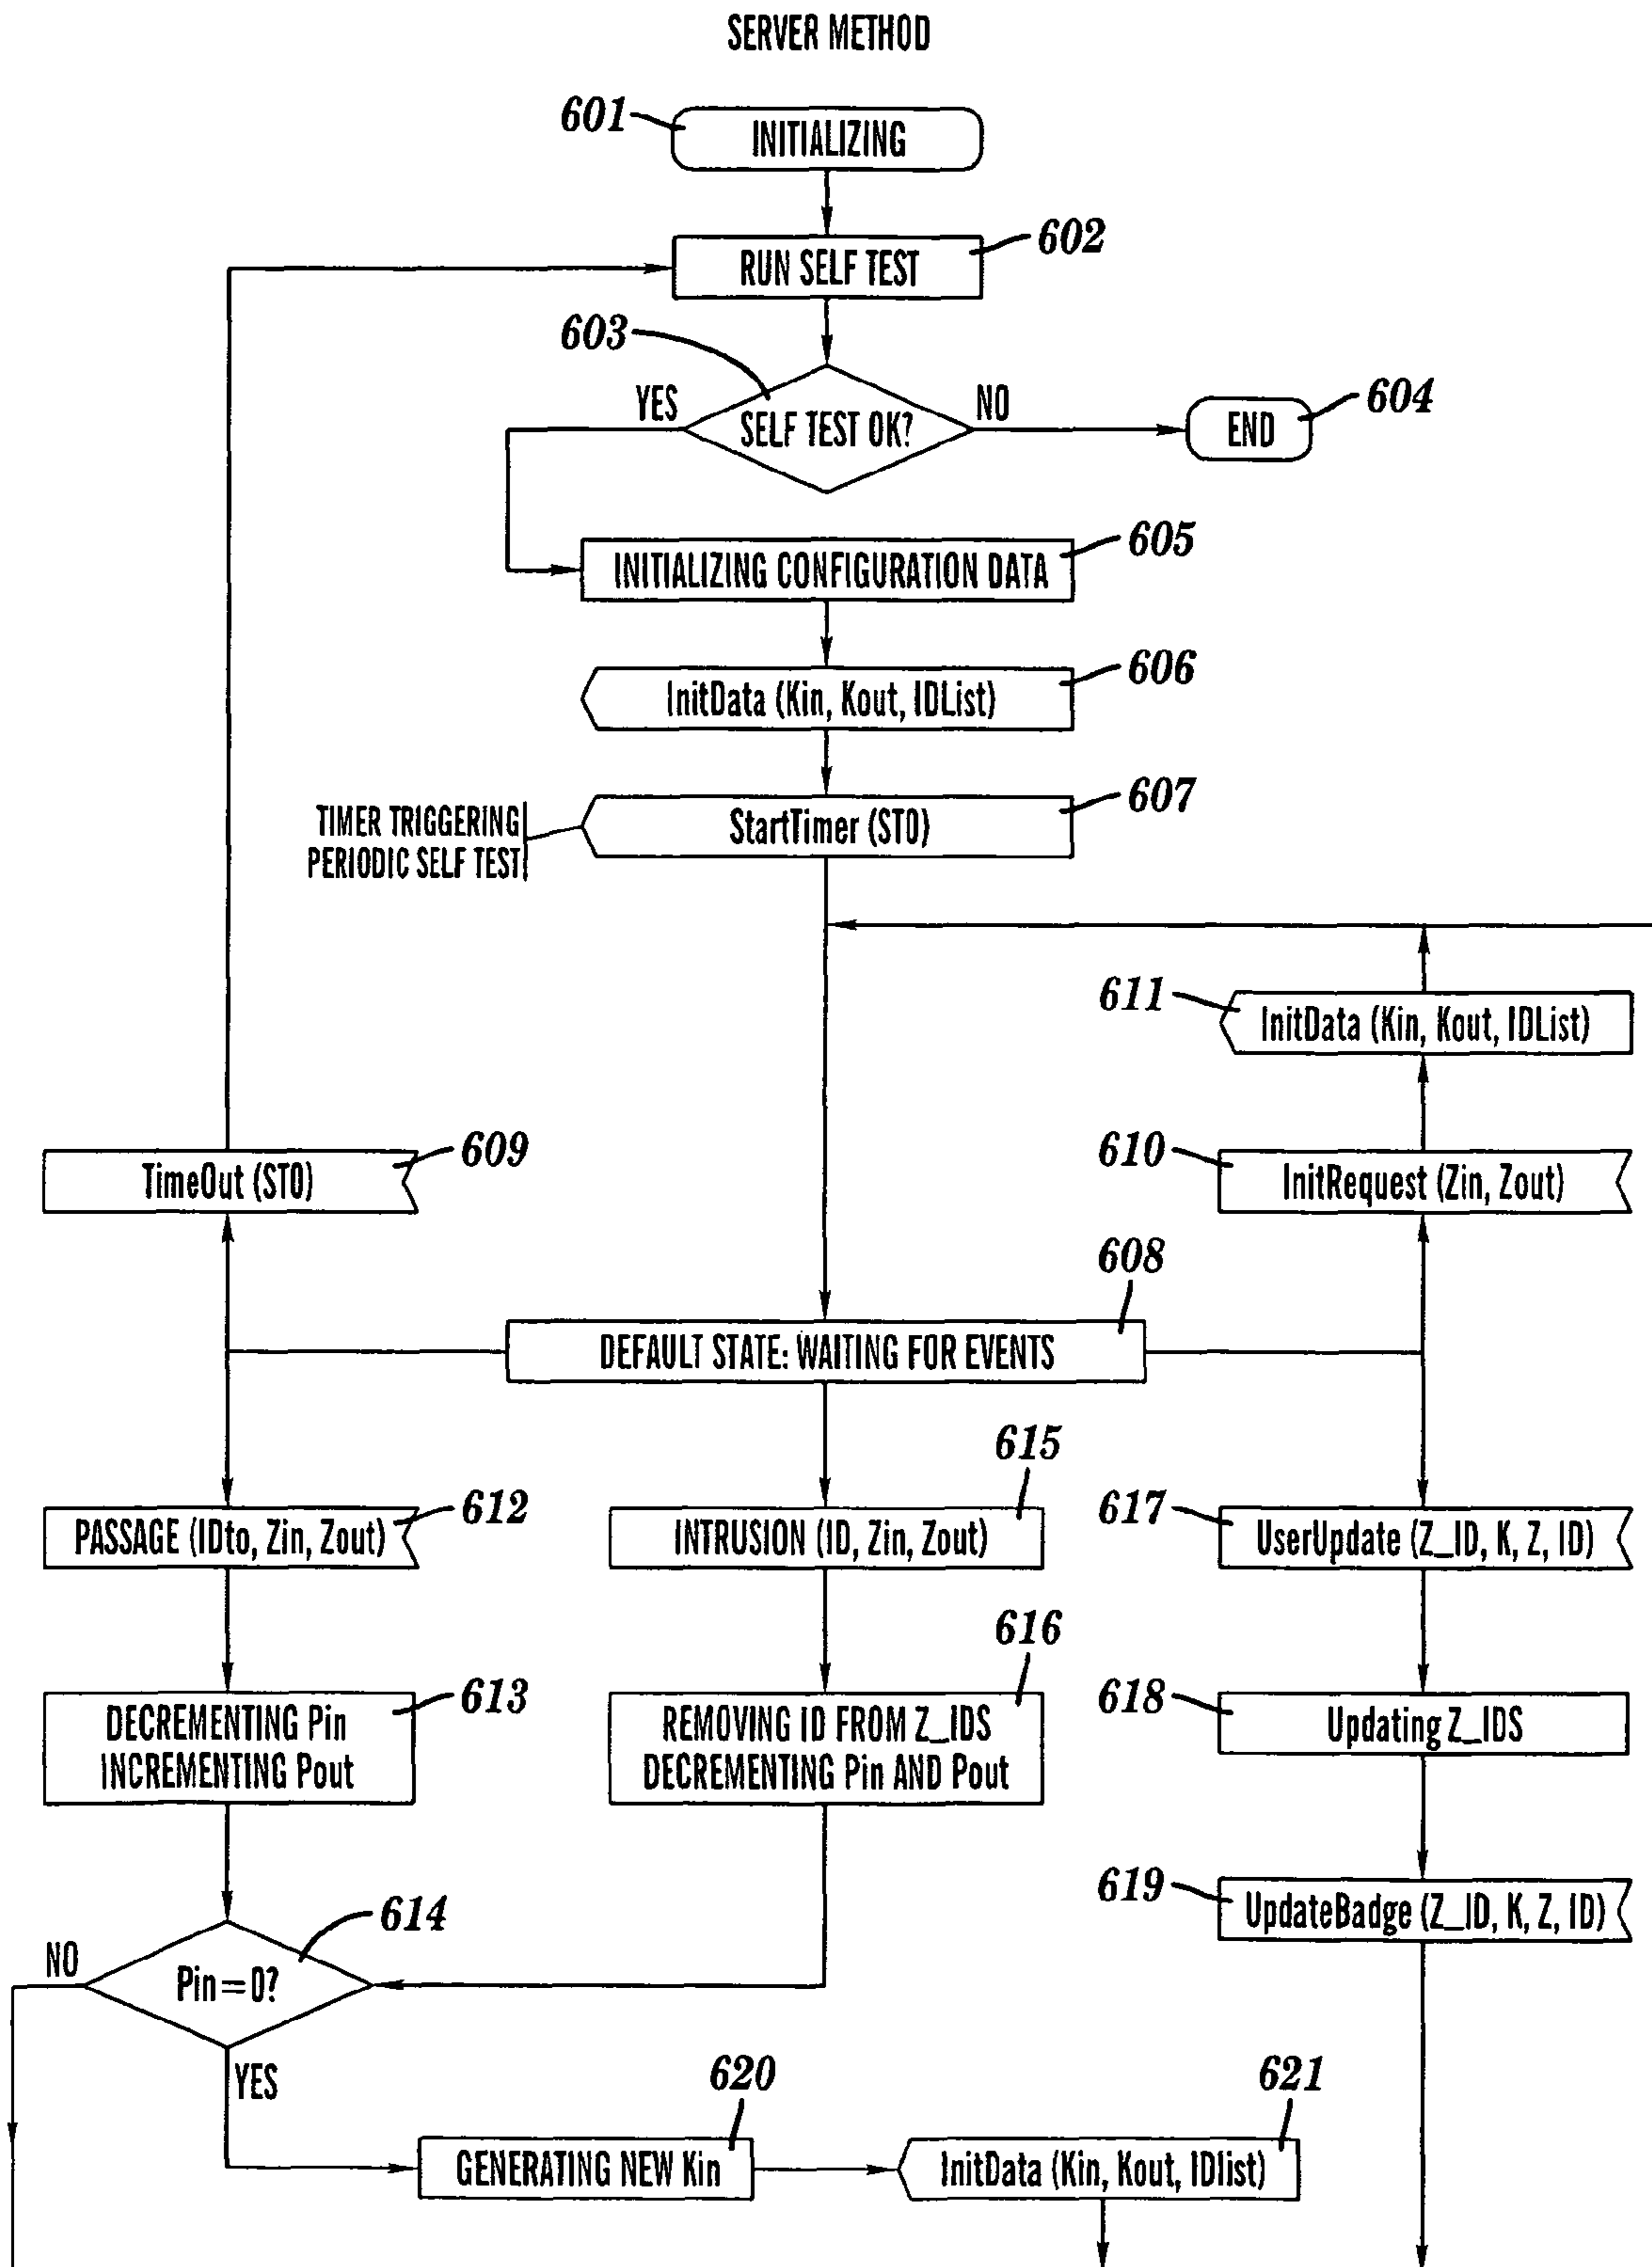 SERVER METHOD
601
INITIALIZING
602
RUN SELF TEST
603
YES
SELF TEST OK?
NO
END
604
605
INITIALIZING CONFIGURATION DATA
606
InitData (Kin, Kout, IDList)
607
StartTimer (STO)
TIMER TRIGGERING
PERIODIC SELF TEST
611
InitData (Kin, Kout, IDList)
609
TimeOut (STO)
610
InitRequest (Zin, Zout)
608
DEFAULT STATE: WAITING FOR EVENTS
612
PASSAGE (IDto, Zin, Zout)
615
INTRUSION (ID, Zin, Zout)
617
UserUpdate (Z_ID, K, Z, ID)
613
DECREMENTING Pin
INCREMENTING Pout
616
REMOVING ID FROM Z_IDS
DECREMENTING Pin AND Pout
618
Updating Z_IDS
619
UpdateBadge (Z_ID, K, Z, ID)
614
NO
Pin=0?
YES
620
GENERATING NEW Kin
621
InitData (Kin, Kout, IDlist)